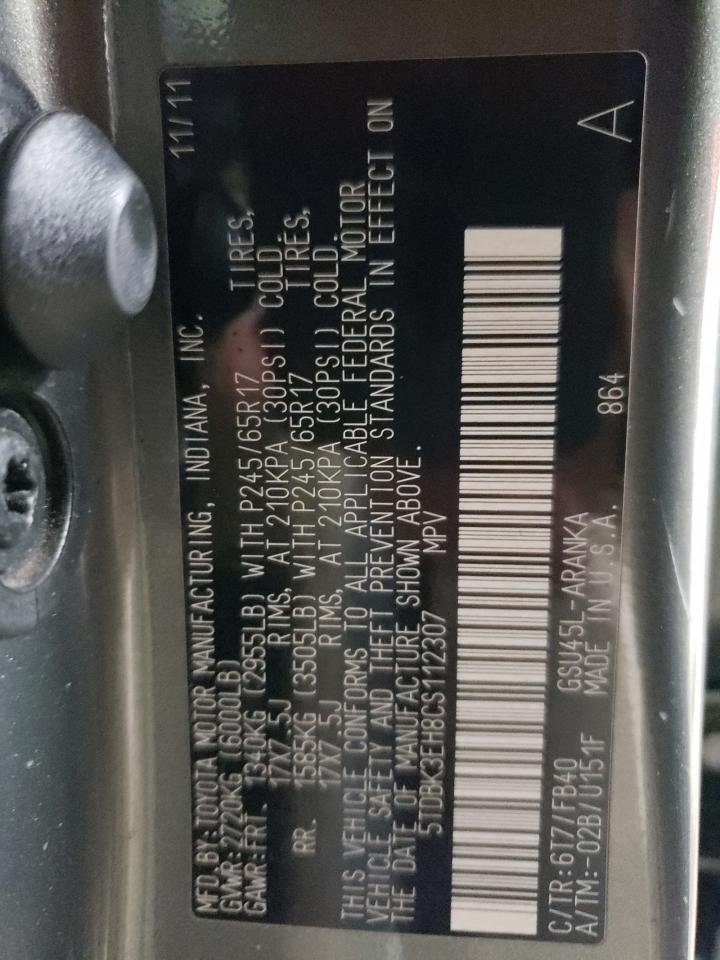 MFD.BY:TOYOTA MOTOR MANUFACTURING, INDIANA, INC. 11/11
GVWR:2720KG (6000LB)
GAWR:FRT. 1340KG (2955LB) WITH P245/65R17 TIRES,
17X7.5J RIMS, AT 210KPA (30PSI) COLD.
RR. 1585KG (3505LB) WITH P245/65R17 TIRES,
17X7.5J RIMS, AT 210KPA (30PSI) COLD.
THIS VEHICLE CONFORMS TO ALL APPLICABLE FEDERAL MOTOR
VEHICLE SAFETY AND THEFT PREVENTION STANDARDS IN EFFECT ON
THE DATE OF MANUFACTURE SHOWN ABOVE.
5TDBK3EH8CS112307 MPV
C/TR:6T7/FB40 GSU45L-ARANKA
A/TM:-02B/U151F MADE IN U.S.A. 864
A